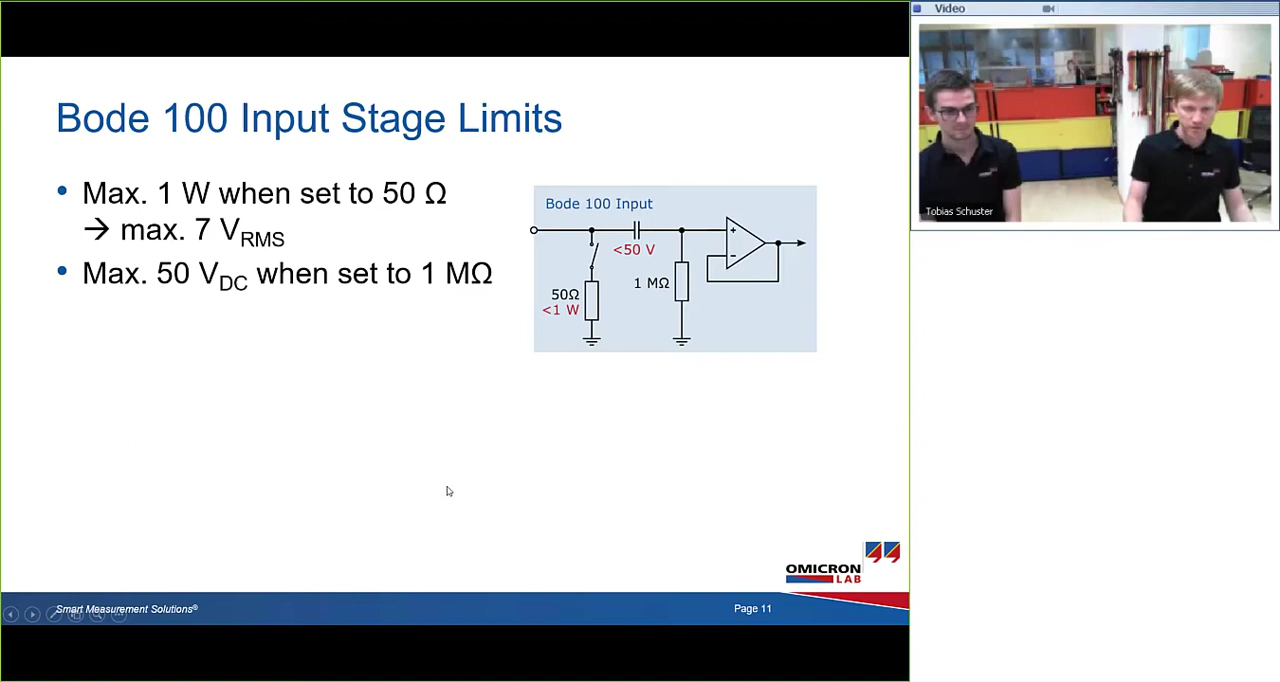 Video
Bode 100 Input Stage Limits
• Max. 1 W when set to 50 Ω
→ max. 7 VRMS
• Max. 50 VDC when set to 1 MΩ
Bode 100 Input
<50 V
1 MΩ
50Ω
<1 W
+
−
Tobias Schuster
OMICRON
LAB
Smart Measurement Solutions®
Page 11